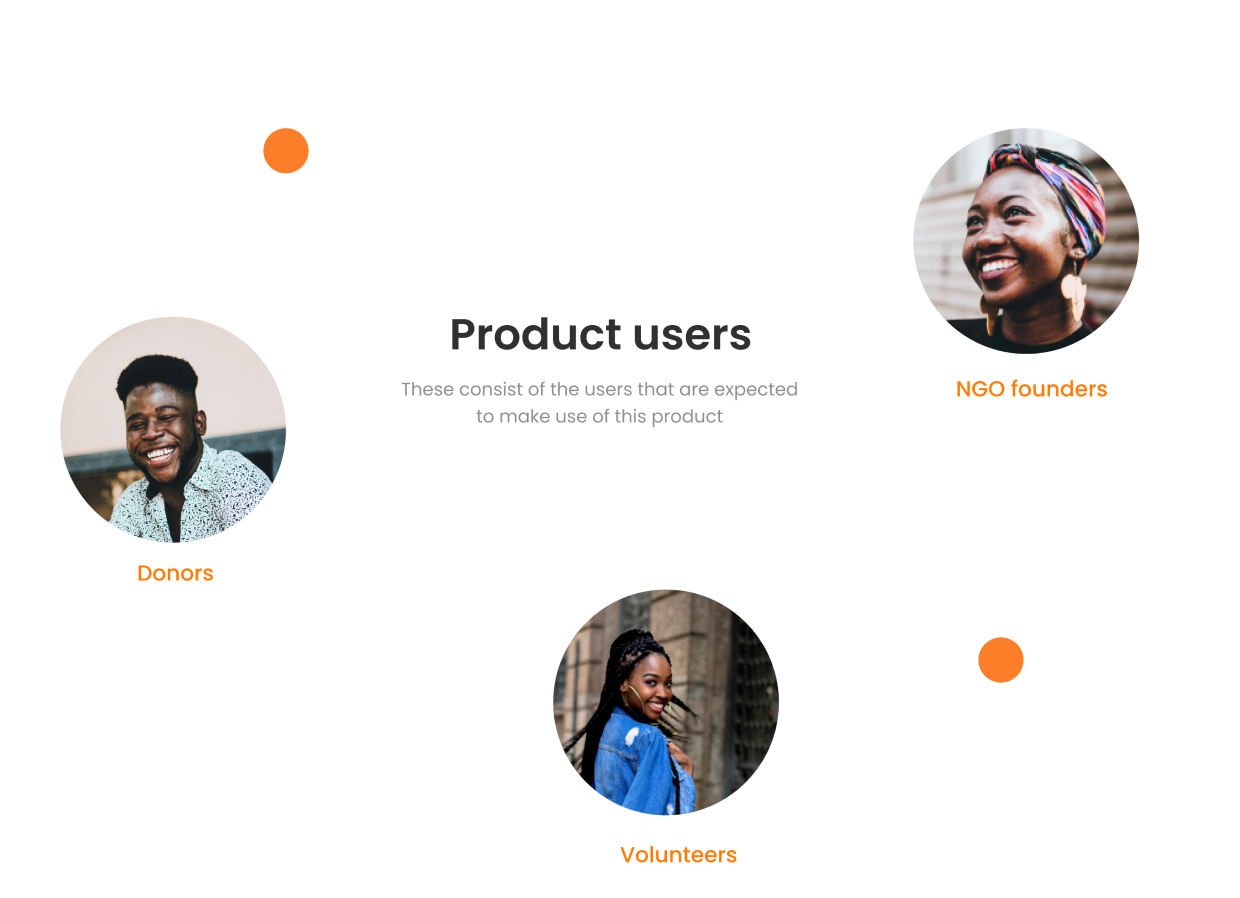 Product users
These consist of the users that are expected
to make use of this product
NGO founders
Donors
Volunteers